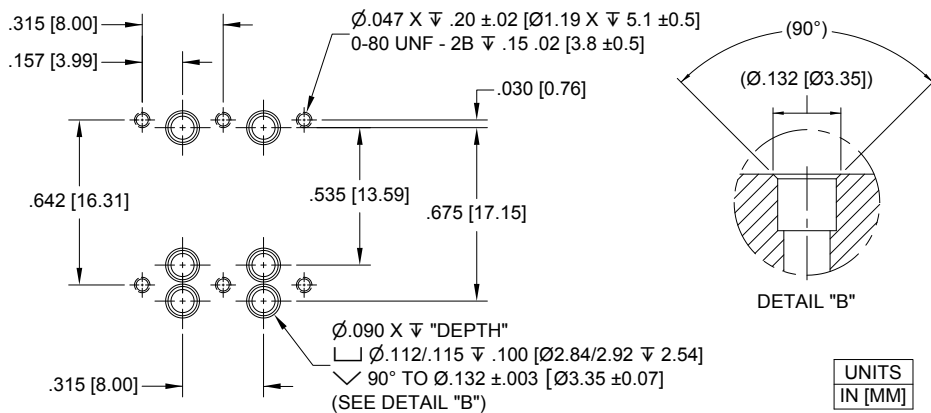 .315 [8.00]
.157 [3.99]
Ø.047 X ↧ .20 ±.02 [Ø1.19 X ↧ 5.1 ±0.5]
0-80 UNF - 2B ↧ .15 .02 [3.8 ±0.5]
.030 [0.76]
.642 [16.31]
.535 [13.59]
.675 [17.15]
.315 [8.00]
Ø.090 X ↧ "DEPTH"
⌴ Ø.112/.115 ↧ .100 [Ø2.84/2.92 ↧ 2.54]
⌵ 90° TO Ø.132 ±.003 [Ø3.35 ±0.07]
(SEE DETAIL "B")
(90°)
(Ø.132 [Ø3.35])
DETAIL "B"
UNITS
IN [MM]